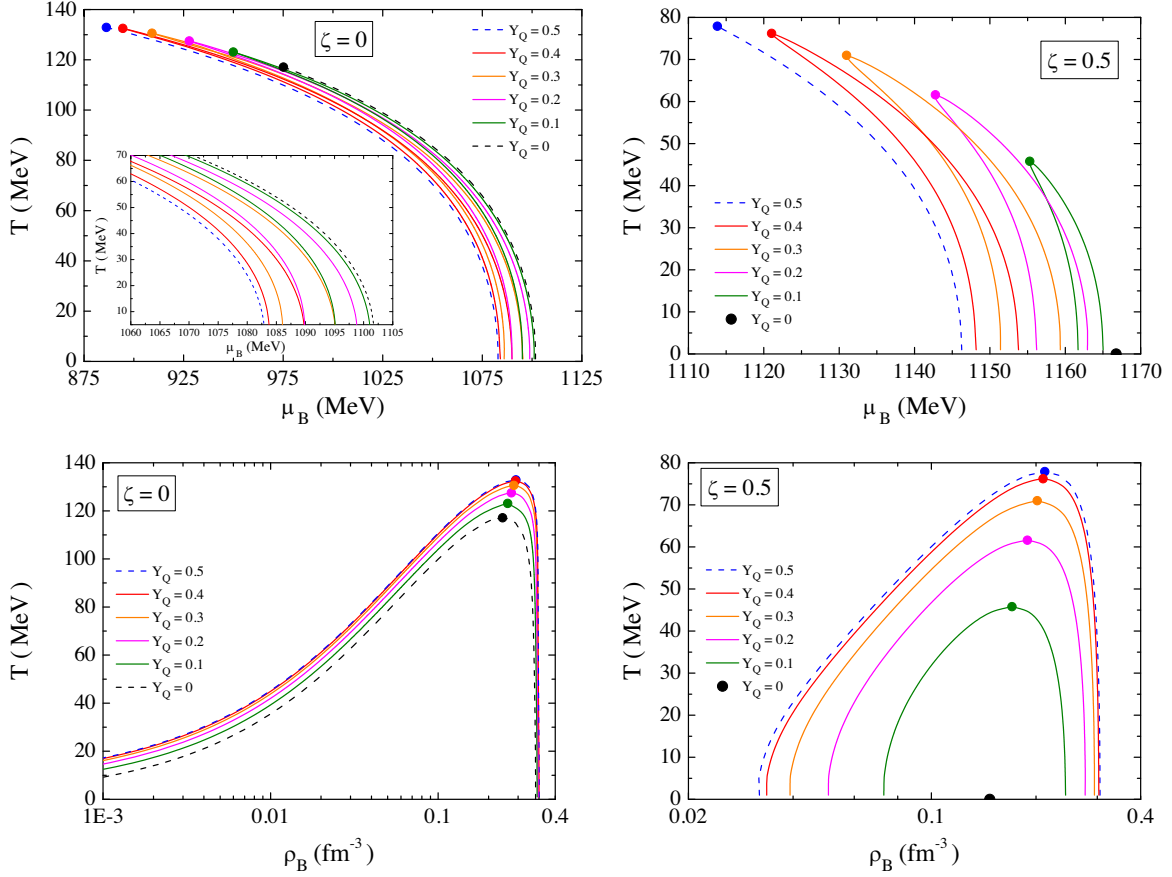 140
120
100
80
60
40
20
0
T ( MeV)
875 925 975 1025 1075 1125
μ_B (MeV)
ζ = 0
Y_Q = 0.5
Y_Q = 0.4
Y_Q = 0.3
Y_Q = 0.2
Y_Q = 0.1
Y_Q = 0
70
60
50
40
30
20
10
T ( MeV)
1060 1065 1070 1075 1080 1085 1090 1095 1100 1105
μ_B (MeV)
80
70
60
50
40
30
20
10
0
T ( MeV)
1110 1120 1130 1140 1150 1160 1170
μ_B (MeV)
ζ = 0.5
Y_Q = 0.5
Y_Q = 0.4
Y_Q = 0.3
Y_Q = 0.2
Y_Q = 0.1
Y_Q = 0
140
120
100
80
60
40
20
0
T ( MeV)
1E-3 0.01 0.1 0.4
ρ_B (fm⁻³)
ζ = 0
Y_Q = 0.5
Y_Q = 0.4
Y_Q = 0.3
Y_Q = 0.2
Y_Q = 0.1
Y_Q = 0
80
70
60
50
40
30
20
10
0
T ( MeV)
0.02 0.1 0.4
ρ_B (fm⁻³)
ζ = 0.5
Y_Q = 0.5
Y_Q = 0.4
Y_Q = 0.3
Y_Q = 0.2
Y_Q = 0.1
Y_Q = 0